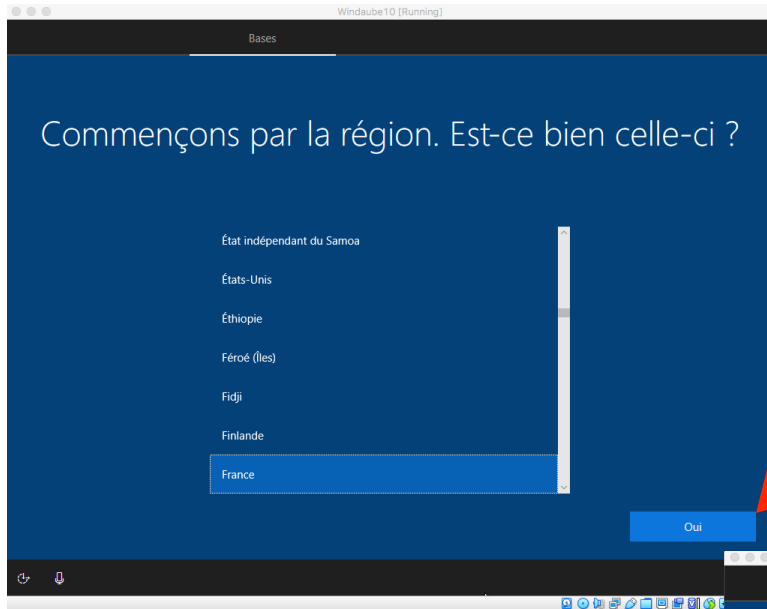 Windaube10 [Running]
Bases
Commençons par la région. Est-ce bien celle-ci ?
État indépendant du Samoa
États-Unis
Éthiopie
Féroé (Îles)
Fidji
Finlande
France
Oui